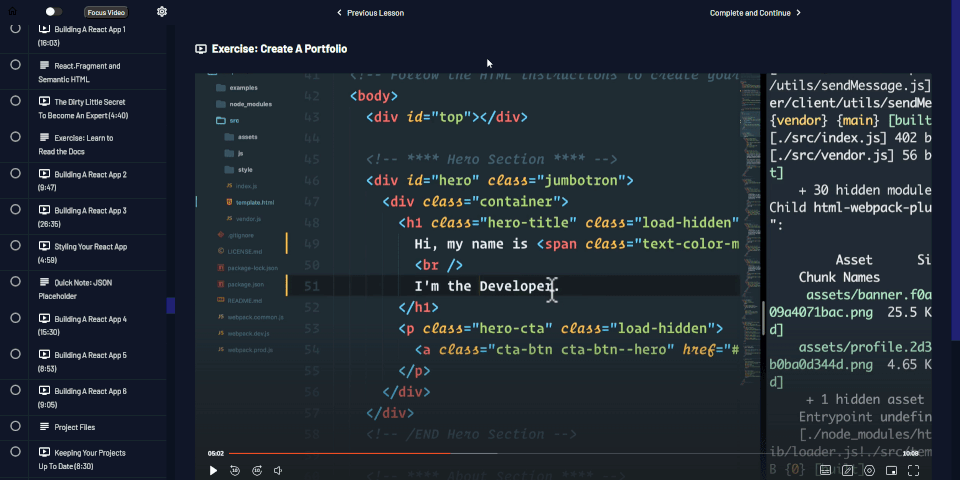 Focus Video
Previous Lesson
Complete and Continue
Building A React App 1
(16:03)
React.Fragment and
Semantic HTML
The Dirty Little Secret
To Become An Expert (4:40)
Exercise: Learn to
Read the Docs
Building A React App 2
(9:47)
Building A React App 3
(26:35)
Styling Your React App
(4:59)
Quick Note: JSON
Placeholder
Building A React App 4
(15:30)
Building A React App 5
(8:53)
Building A React App 6
(9:05)
Project Files
Keeping Your Projects
Up To Date (8:30)
Exercise: Create A Portfolio
examples
node_modules
src
assets
js
style
index.js
template.html
vendor.js
.gitignore
LICENSE.md
package-lock.json
package.json
README.md
webpack.common.js
webpack.dev.js
webpack.prod.js
41 <!-- Follow the HTML instructions to create your
42 <body>
43 <div id="top"></div>
44
45 <!-- **** Hero Section **** -->
46 <div id="hero" class="jumbotron">
47 <div class="container">
48 <h1 class="hero-title" class="load-hidden"
49 Hi, my name is <span class="text-color-m
50 <br />
51 I'm the Developer.
52 </h1>
53 <p class="hero-cta" class="load-hidden">
54 <a class="cta-btn cta-btn--hero" href="#
55 </p>
56 </div>
57 </div>
58 <!-- /END Hero Section -->
<!-- **** About Section **** -->
/utils/sendMessage.js]
er/client/utils/sendMe
{vendor} {main} [built
[./src/index.js] 402 b
[./src/vendor.js] 56 b
t]
+ 30 hidden module
Child html-webpack-plu
":
Asset Si
Chunk Names
assets/banner.f0a
09a4071bac.png 25.5 K
d]
assets/profile.2d3
b0ba0d344d.png 4.65 K
d]
+ 1 hidden asset
Entrypoint undefin
[./node_modules/ht
ib/loader.js!./src/tem
B {0} [built]
05:02
10:08